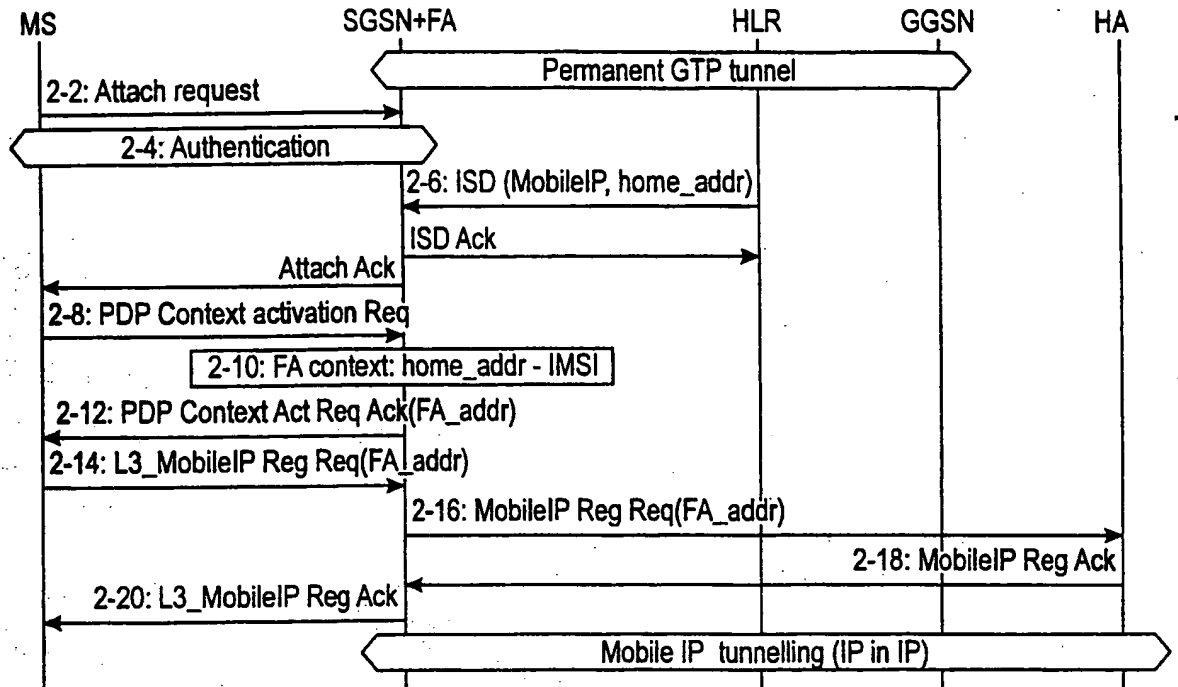 MS SGSN+FA HLR GGSN HA
Permanent GTP tunnel
2-2: Attach request
2-4: Authentication
2-6: ISD (MobileIP, home_addr)
ISD Ack
Attach Ack
2-8: PDP Context activation Req
2-10: FA context: home_addr - IMSI
2-12: PDP Context Act Req Ack(FA_addr)
2-14: L3_MobileIP Reg Req(FA_addr)
2-16: MobileIP Reg Req(FA_addr)
2-18: MobileIP Reg Ack
2-20: L3_MobileIP Reg Ack
Mobile IP tunnelling (IP in IP)